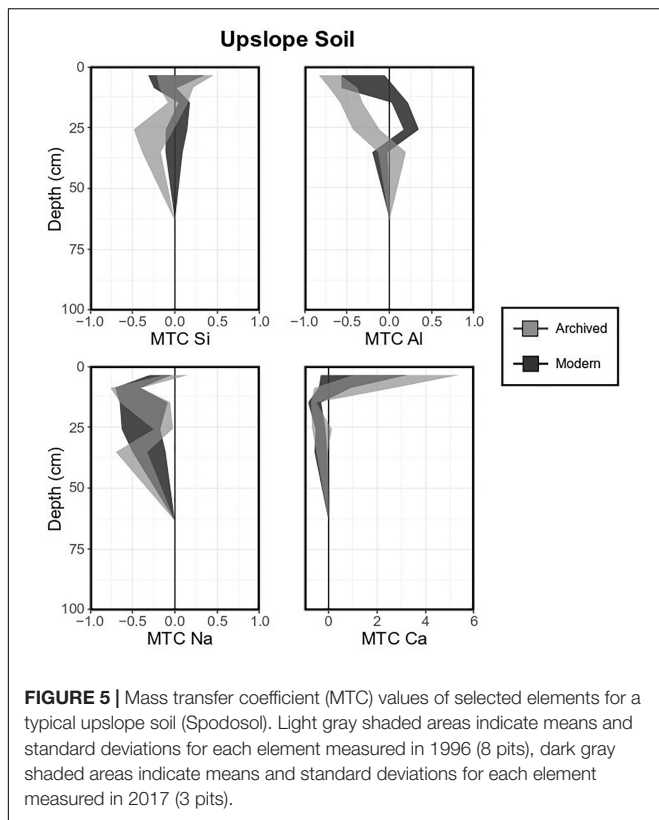 Upslope Soil
0
25
50
75
100
Depth (cm)
−1.0 −0.5 0.0 0.5 1.0
MTC Si
−1.0 −0.5 0.0 0.5 1.0
MTC Al
Archived
Modern
0
25
50
75
100
Depth (cm)
−1.0 −0.5 0.0 0.5 1.0
MTC Na
0 2 4 6
MTC Ca
FIGURE 5 | Mass transfer coefficient (MTC) values of selected elements for a
typical upslope soil (Spodosol). Light gray shaded areas indicate means and
standard deviations for each element measured in 1996 (8 pits), dark gray
shaded areas indicate means and standard deviations for each element
measured in 2017 (3 pits).